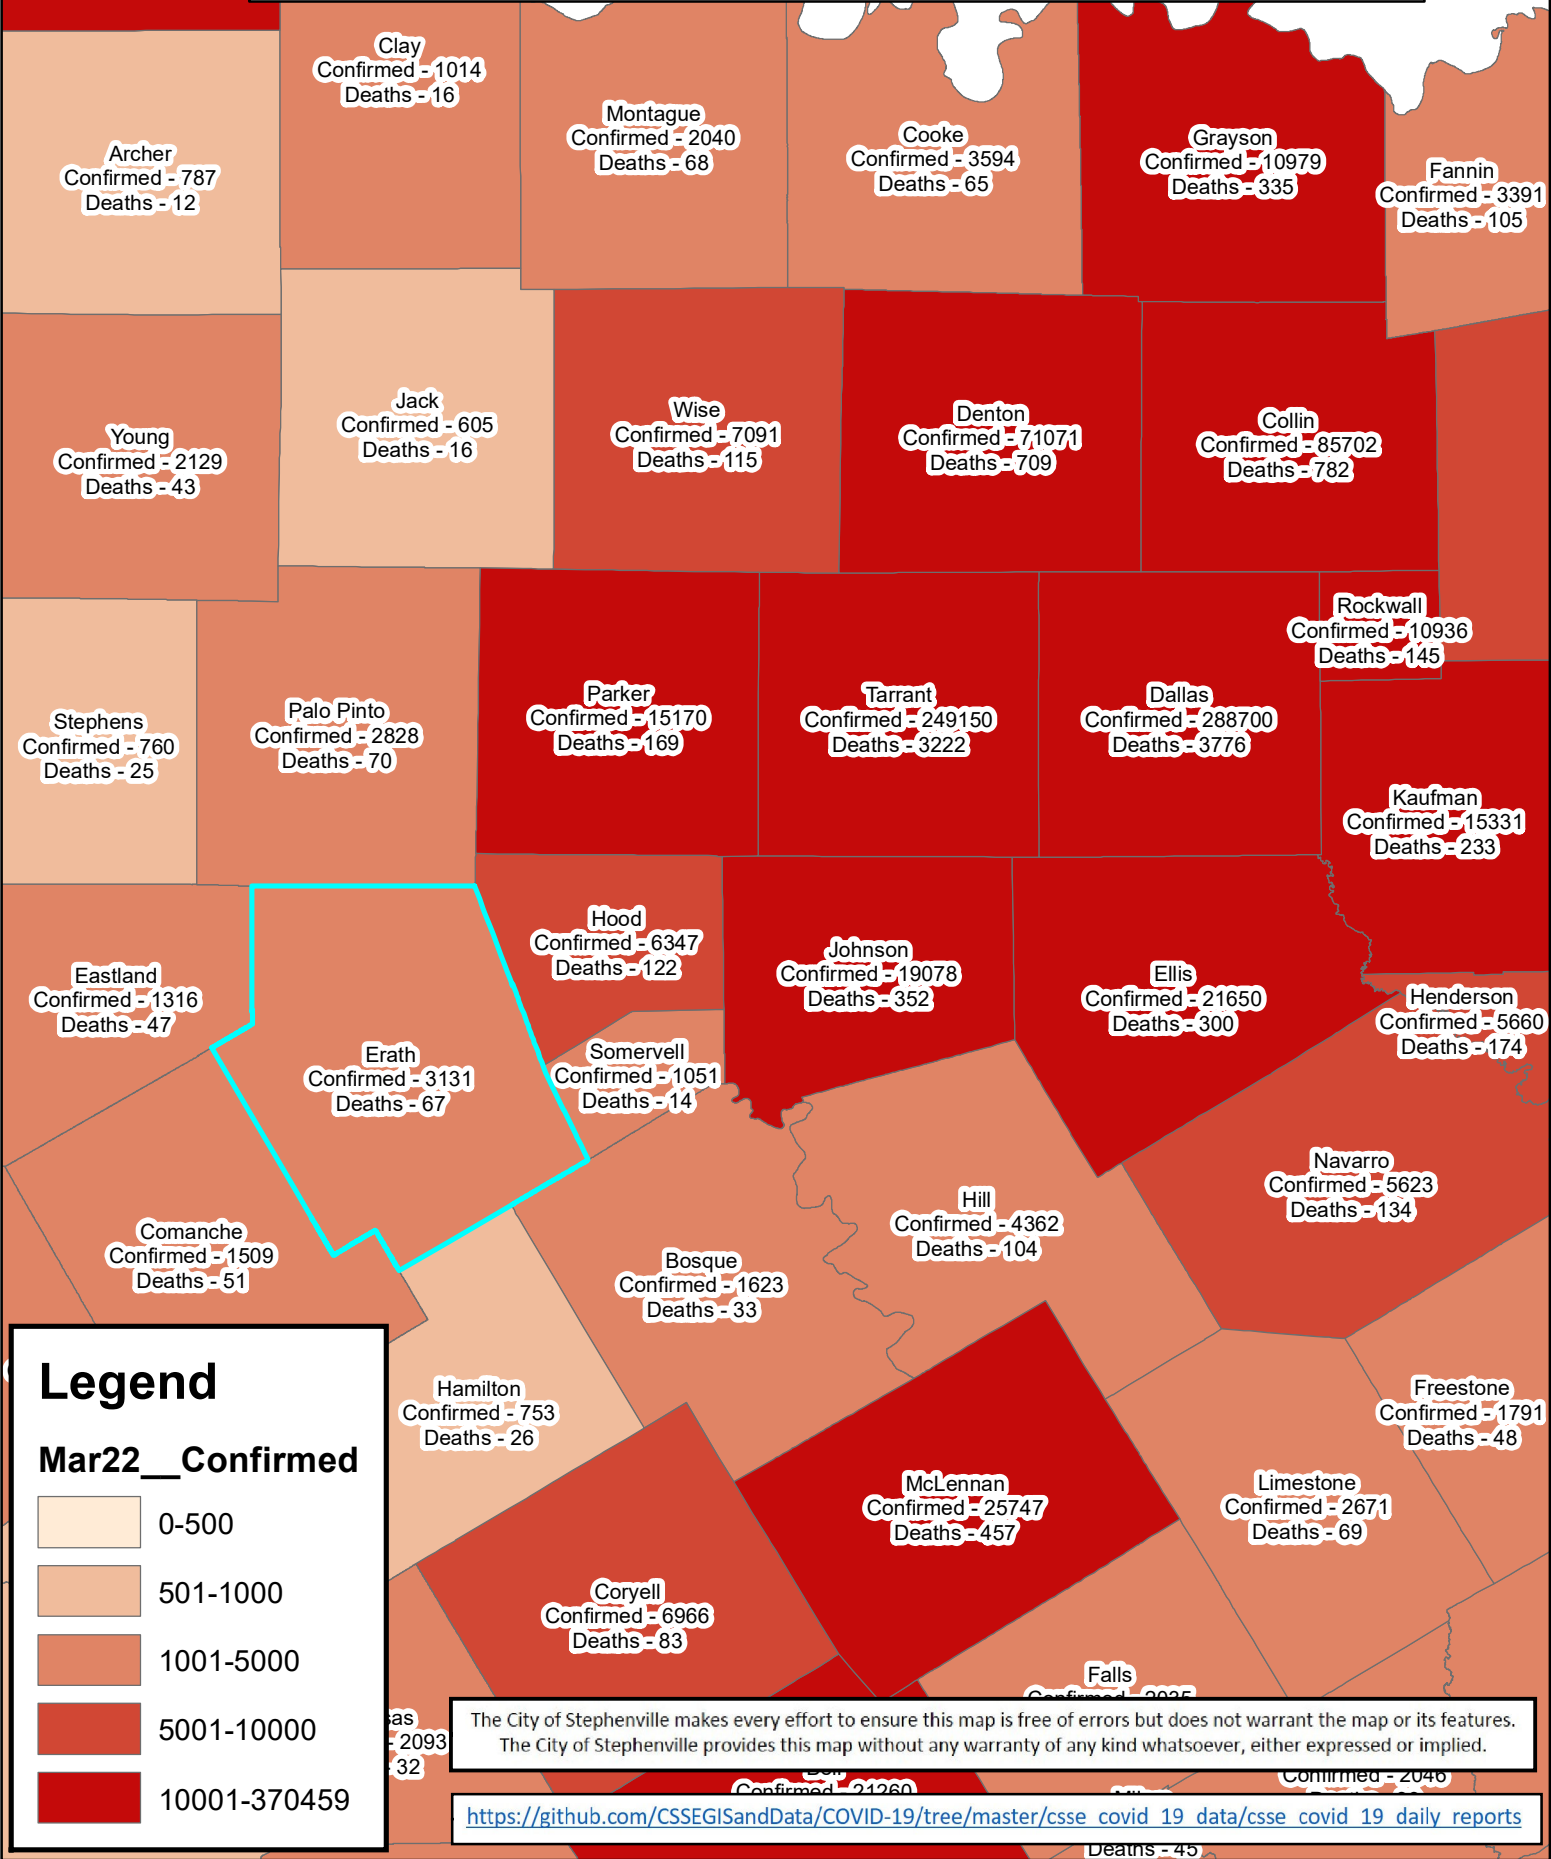 Clay
Confirmed - 1014
Deaths - 16
Montague
Confirmed - 2040
Deaths - 68
Cooke
Confirmed - 3594
Deaths - 65
Grayson
Confirmed - 10979
Deaths - 335
Archer
Confirmed - 787
Deaths - 12
Fannin
Confirmed - 3391
Deaths - 105
Jack
Confirmed - 605
Deaths - 16
Wise
Confirmed - 7091
Deaths - 115
Denton
Confirmed - 71071
Deaths - 709
Collin
Confirmed - 85702
Deaths - 782
Young
Confirmed - 2129
Deaths - 43
Rockwall
Confirmed - 10936
Deaths - 145
Parker
Confirmed - 15170
Deaths - 169
Tarrant
Confirmed - 249150
Deaths - 3222
Dallas
Confirmed - 288700
Deaths - 3776
Palo Pinto
Confirmed - 2828
Deaths - 70
Stephens
Confirmed - 760
Deaths - 25
Kaufman
Confirmed - 15331
Deaths - 233
Hood
Confirmed - 6347
Deaths - 122
Johnson
Confirmed - 19078
Deaths - 352
Ellis
Confirmed - 21650
Deaths - 300
Eastland
Confirmed - 1316
Deaths - 47
Henderson
Confirmed - 5660
Deaths - 174
Erath
Confirmed - 3131
Deaths - 67
Somervell
Confirmed - 1051
Deaths - 14
Navarro
Confirmed - 5623
Deaths - 134
Hill
Confirmed - 4362
Deaths - 104
Comanche
Confirmed - 1509
Deaths - 51
Bosque
Confirmed - 1623
Deaths - 33
Hamilton
Confirmed - 753
Deaths - 26
Freestone
Confirmed - 1791
Deaths - 48
McLennan
Confirmed - 25747
Deaths - 457
Limestone
Confirmed - 2671
Deaths - 69
Coryell
Confirmed - 6966
Deaths - 83
Falls
sas
- 2093
- 32
Confirmed - 21260
Confirmed - 2046
Deaths - 45
Legend
Mar22__Confirmed
0-500
501-1000
1001-5000
5001-10000
10001-370459
The City of Stephenville makes every effort to ensure this map is free of errors but does not warrant the map or its features.
The City of Stephenville provides this map without any warranty of any kind whatsoever, either expressed or implied.
https://github.com/CSSEGISandData/COVID-19/tree/master/csse_covid_19_data/csse_covid_19_daily_reports